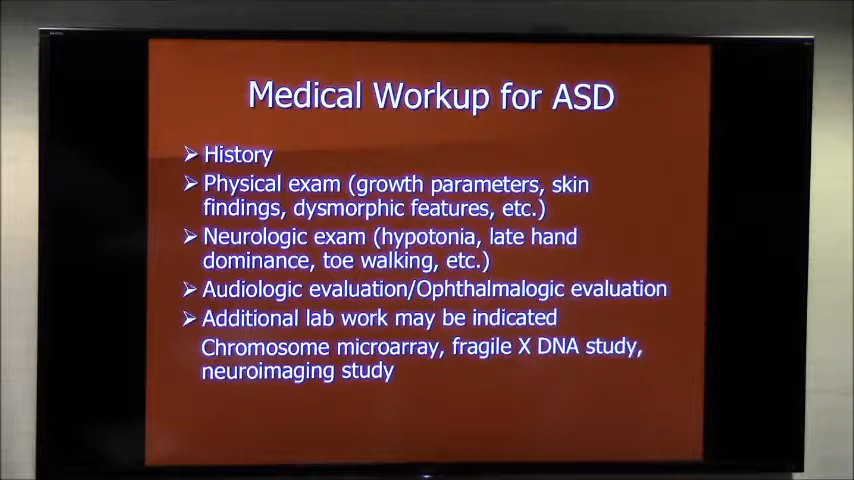 Medical Workup for ASD
➢ History
➢ Physical exam (growth parameters, skin
findings, dysmorphic features, etc.)
➢ Neurologic exam (hypotonia, late hand
dominance, toe walking, etc.)
➢ Audiologic evaluation/Ophthalmalogic evaluation
➢ Additional lab work may be indicated
Chromosome microarray, fragile X DNA study,
neuroimaging study